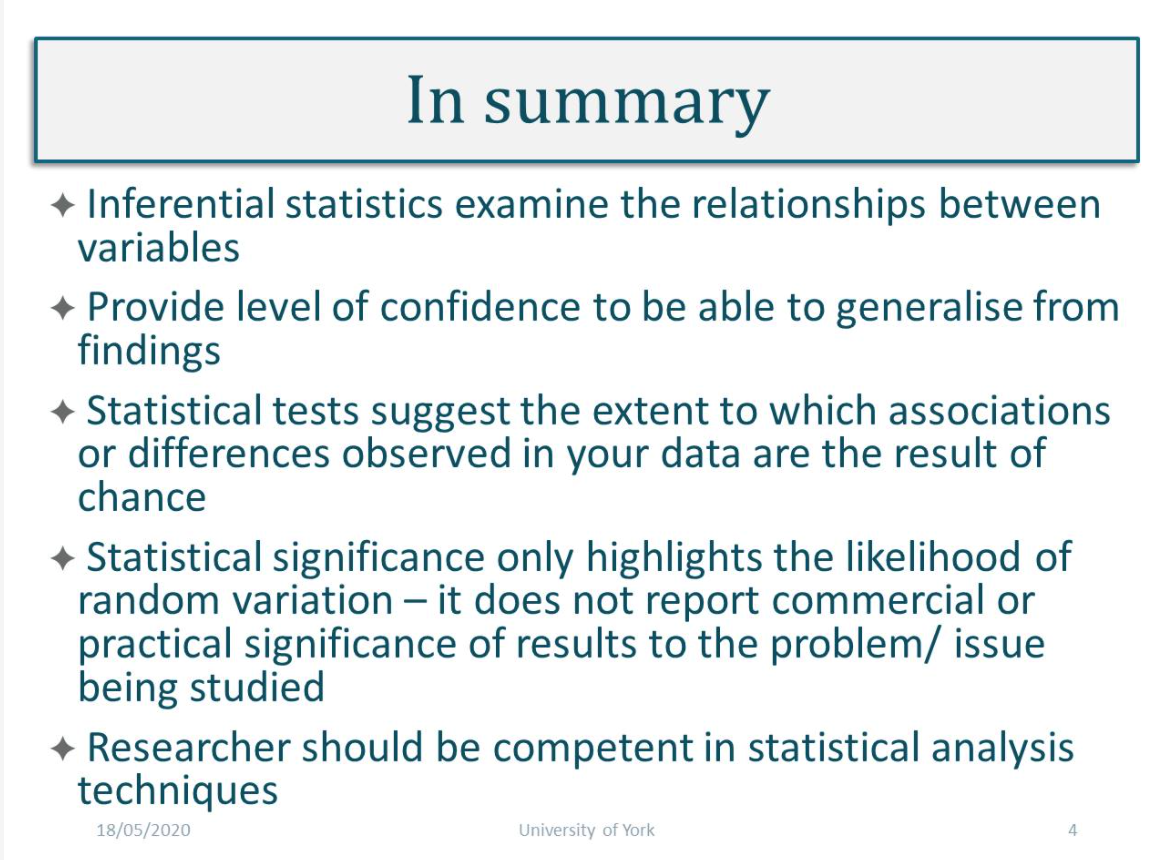 In summary
✦ Inferential statistics examine the relationships between
variables
✦ Provide level of confidence to be able to generalise from
findings
✦ Statistical tests suggest the extent to which associations
or differences observed in your data are the result of
chance
✦ Statistical significance only highlights the likelihood of
random variation – it does not report commercial or
practical significance of results to the problem/ issue
being studied
✦ Researcher should be competent in statistical analysis
techniques
18/05/2020 University of York 4